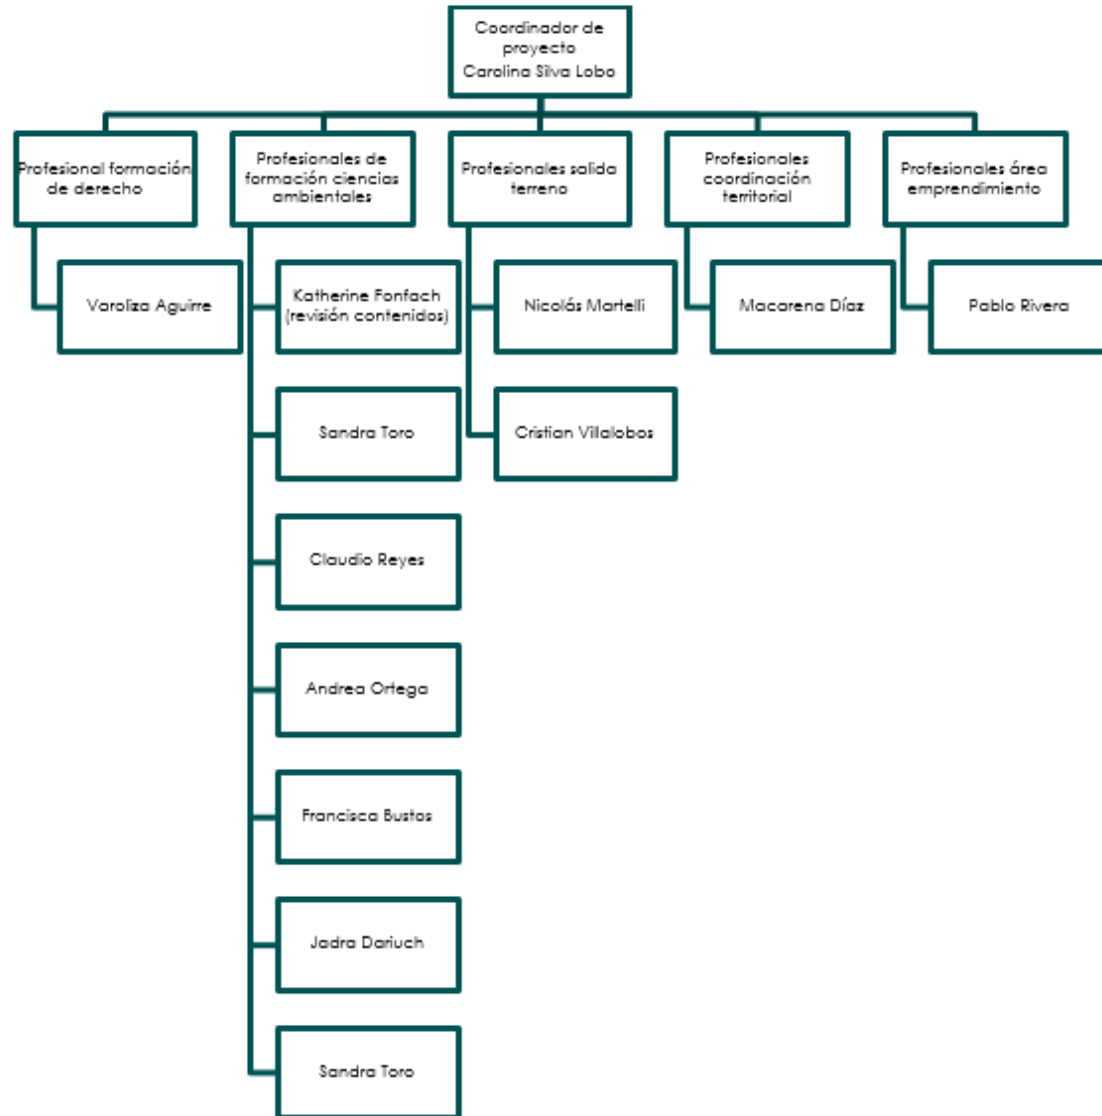 Coordinador de
proyecto
Carolina Silva Lobo
Profesional formación
de derecho
Profesionales de
formación ciencias
ambientales
Profesionales salida
terreno
Profesionales
coordinación
territorial
Profesionales área
emprendimiento
Varoliza Aguirre
Katherine Fonfach
(revisión contenidos)
Nicolás Martelli
Macarena Díaz
Pablo Rivera
Sandra Toro
Cristian Villalobos
Claudio Reyes
Andrea Ortega
Francisca Bustos
Jadra Dariuch
Sandra Toro